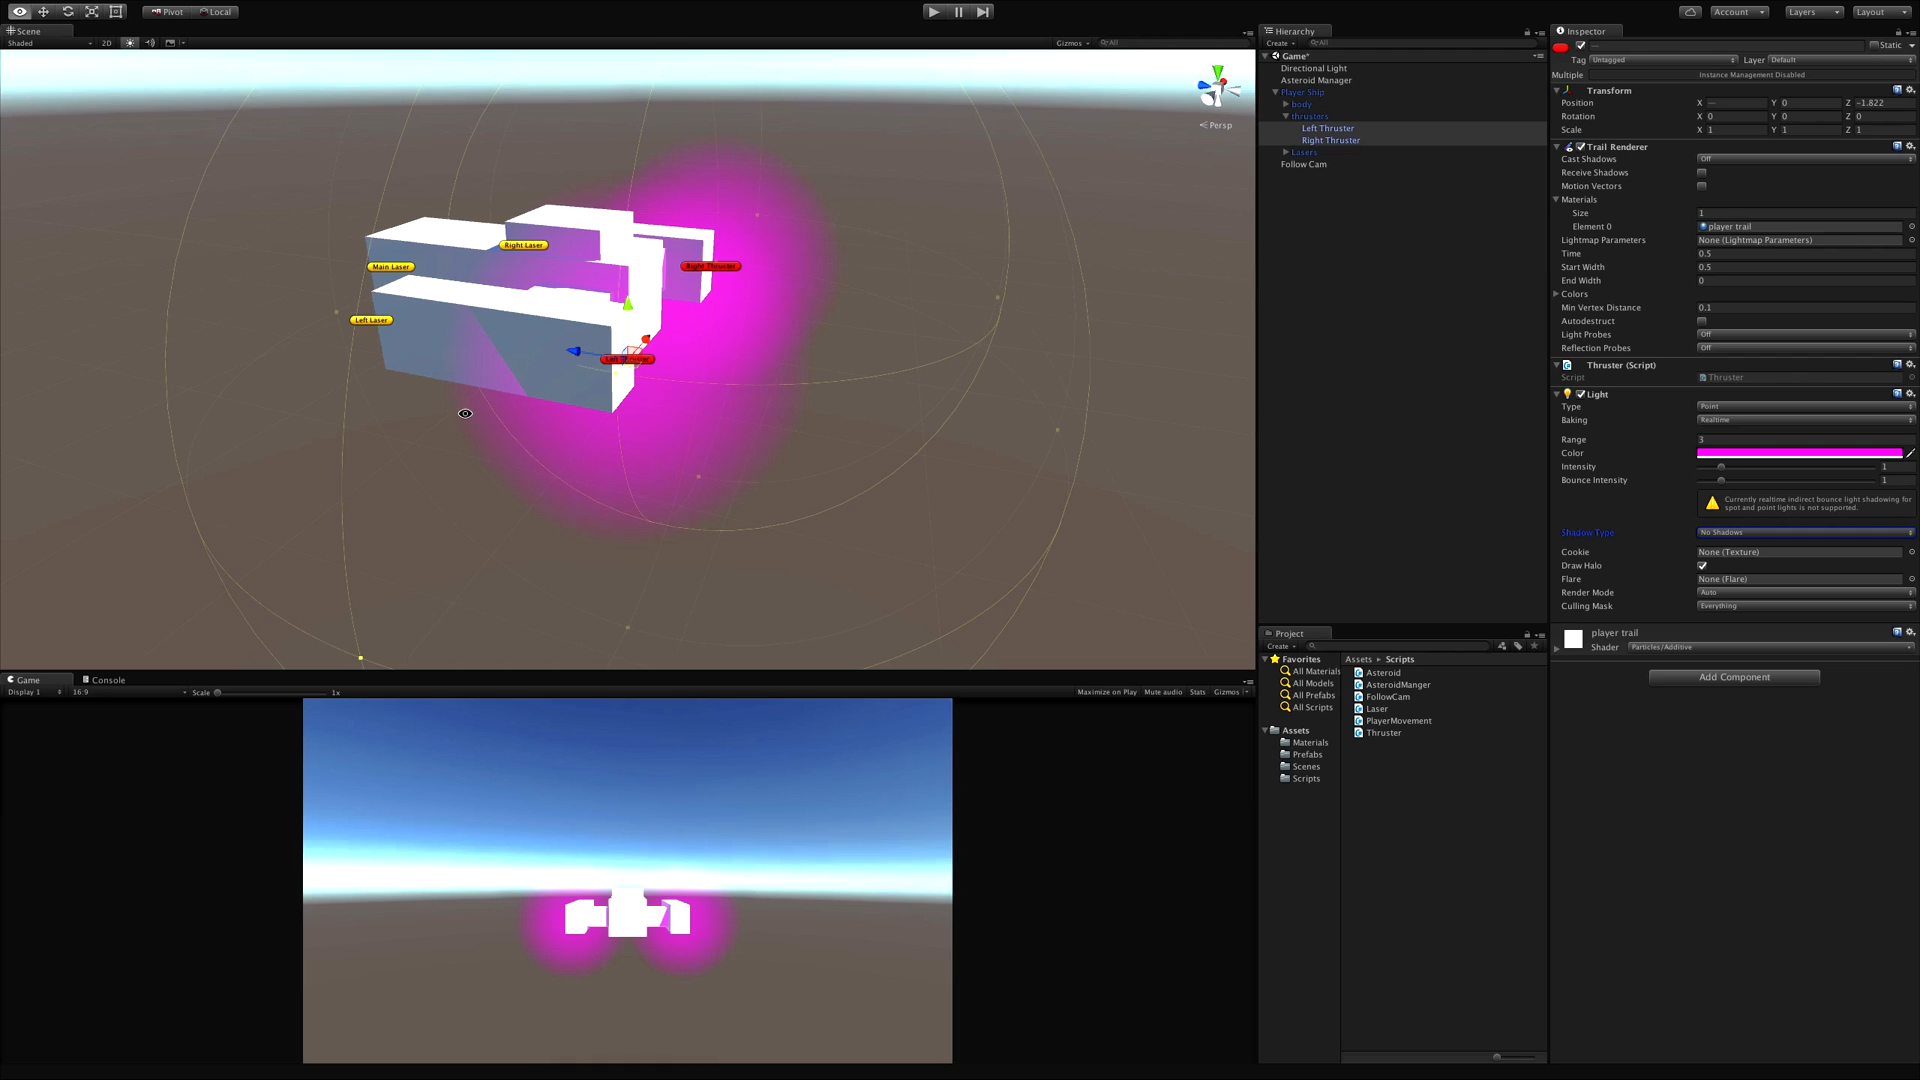 Pivot Local
Account Layers Layout
Scene
Shaded 2D Gizmos All
Persp
Right Laser
Main Laser
Right Thruster
Left Laser
Left Thruster
Game Console
Display 1 16:9 Scale 1x Maximize on Play Mute audio Stats Gizmos
Hierarchy
Create All
Game*
Directional Light
Asteroid Manager
Player Ship
body
thrusters
Left Thruster
Right Thruster
Lasers
Follow Cam
Project
Create
Favorites
All Materials
All Models
All Prefabs
All Scripts
Assets
Materials
Prefabs
Scenes
Scripts
Assets Scripts
Asteroid
AsteroidManger
FollowCam
Laser
PlayerMovement
Thruster
Inspector
— Static
Tag Untagged Layer Default
Multiple Instance Management Disabled
Transform
Position X — Y 0 Z -1.822
Rotation X 0 Y 0 Z 0
Scale X 1 Y 1 Z 1
Trail Renderer
Cast Shadows Off
Receive Shadows
Motion Vectors
Materials
Size 1
Element 0 player trail
Lightmap Parameters None (Lightmap Parameters)
Time 0.5
Start Width 0.5
End Width 0
Colors
Min Vertex Distance 0.1
Autodestruct
Light Probes Off
Reflection Probes Off
Thruster (Script)
Script Thruster
Light
Type Point
Baking Realtime
Range 3
Color
Intensity 1
Bounce Intensity 1
Currently realtime indirect bounce light shadowing for
spot and point lights is not supported.
Shadow Type No Shadows
Cookie None (Texture)
Draw Halo
Flare None (Flare)
Render Mode Auto
Culling Mask Everything
player trail
Shader Particles/Additive
Add Component